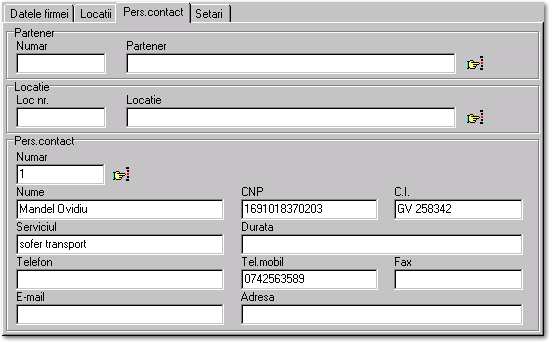 Datele firmei Locatii Pers.contact Setari
Partener
Numar Partener
Locatie
Loc nr. Locatie
Pers.contact
Numar
1
Nume CNP C.I.
Mandel Ovidiu 1691018370203 GV 258342
Serviciul Durata
sofer transport
Telefon Tel.mobil Fax
0742563589
E-mail Adresa